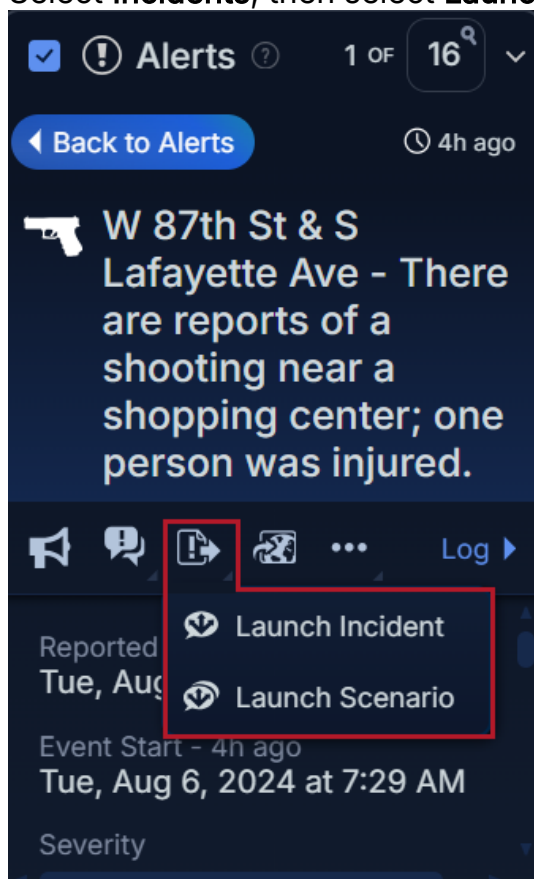 Alerts ? 1 OF 16
Back to Alerts 4h ago
W 87th St & S
Lafayette Ave - There
are reports of a
shooting near a
shopping center; one
person was injured.
Log
Launch Incident
Reported
Tue, Aug
Launch Scenario
Event Start - 4h ago
Tue, Aug 6, 2024 at 7:29 AM
Severity